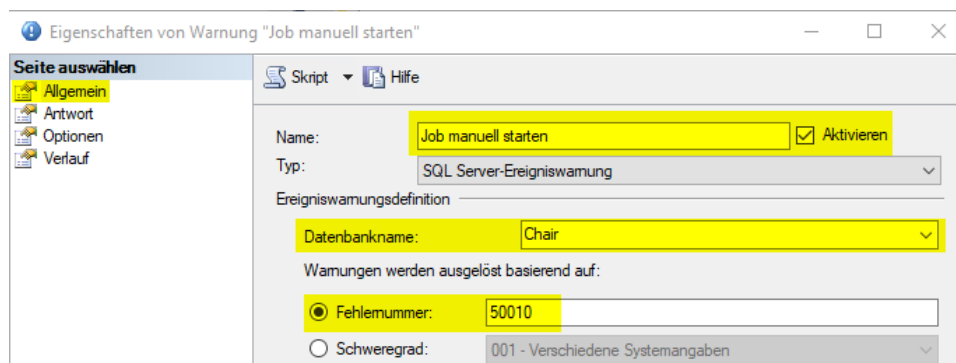 Eigenschaften von Warnung "Job manuell starten"
Seite auswählen
Allgemein
Antwort
Optionen
Verlauf
Skript Hilfe
Name: Job manuell starten Aktivieren
Typ: SQL Server-Ereigniswarnung
Ereigniswarnungsdefinition
Datenbankname: Chair
Warnungen werden ausgelöst basierend auf:
Fehlernummer: 50010
Schweregrad: 001 - Verschiedene Systemangaben